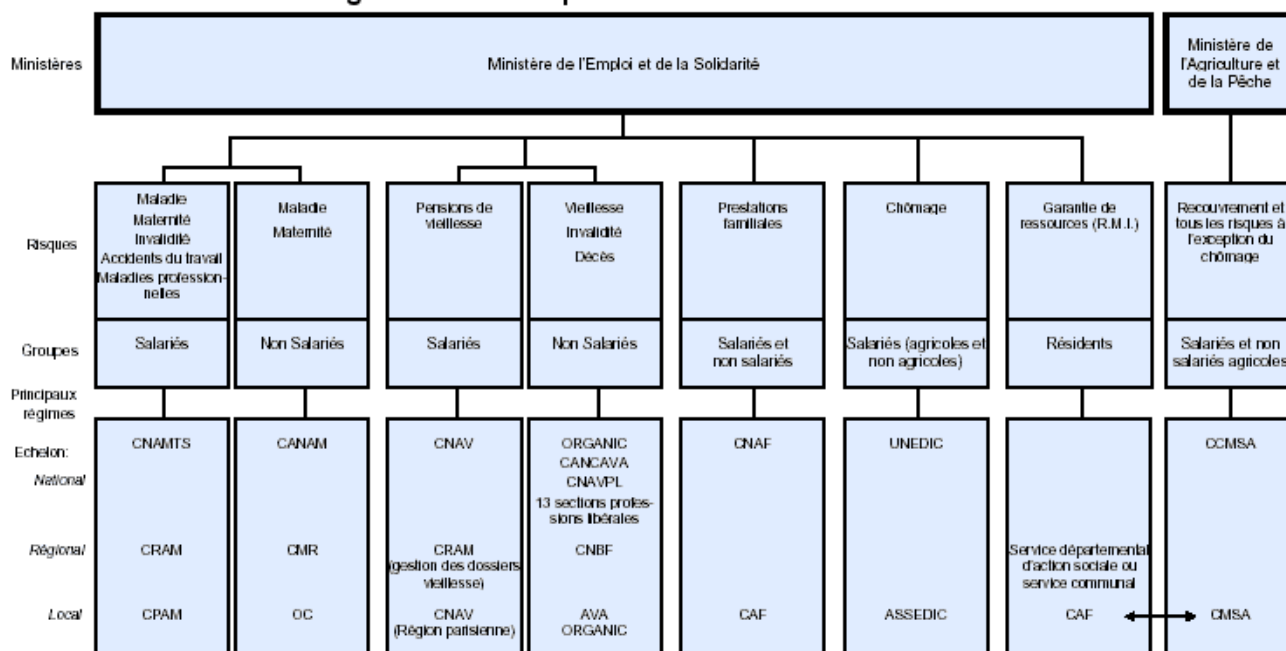 Ministères
Ministère de l'Emploi et de la Solidarité
Ministère de
l'Agriculture et
de la Pêche
Risques
Maladie
Maternité
Invalidité
Accidents du travail
Maladies profession-
nelles
Maladie
Maternité
Pensions de
vieillesse
Vieillesse
Invalidité
Décès
Prestations
familiales
Chômage
Garantie de
ressources (R.M.I.)
Recouvrement et
tous les risques à
l'exception du
chômage
Groupes
Salariés
Non Salariés
Salariés
Non Salariés
Salariés et
non salariés
Salariés (agricoles et
non agricoles)
Résidents
Salariés et non
salariés agricoles
Principaux
régimes
Echelon:
National
CNAMTS
CANAM
CNAV
ORGANIC
CANCAVA
CNAVPL
13 sections profes-
sions libérales
CNAF
UNEDIC
CCMSA
Régional
CRAM
CMR
CRAM
(gestion des dossiers
vieillesse)
CNBF
Service départemental
d'action sociale ou
service communal
Local
CPAM
OC
CNAV
(Région parisienne)
AVA
ORGANIC
CAF
ASSEDIC
CAF
CMSA